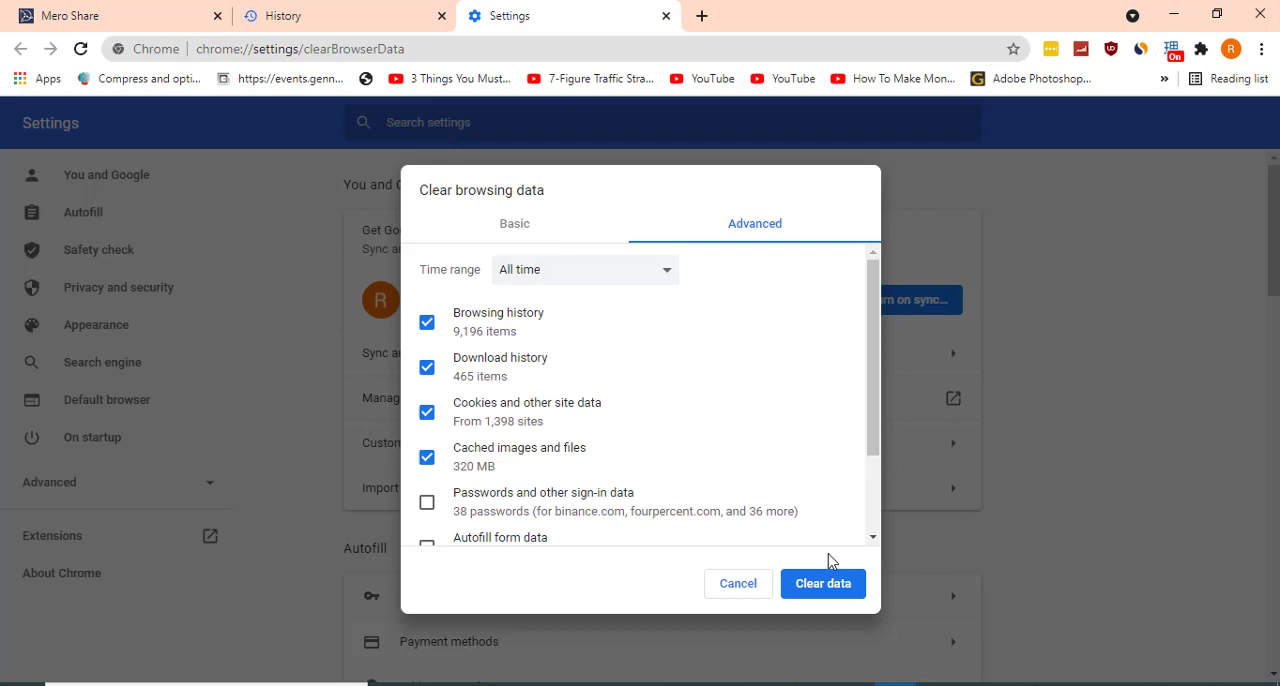 Mero Share
History
Settings
Chrome
chrome://settings/clearBrowserData
On
R
Apps
Compress and opti...
https://events.genn...
3 Things You Must...
7-Figure Traffic Stra...
YouTube
YouTube
How To Make Mon...
Adobe Photoshop...
»
Reading list
Settings
Search settings
You and Google
Autofill
Safety check
Privacy and security
Appearance
Search engine
Default browser
On startup
Advanced
Extensions
About Chrome
You and
Get Go
Sync a
R
rn on sync...
Sync a
Manag
Custon
Import
Autofill
Payment methods
Clear browsing data
Basic
Advanced
Time range
All time
Browsing history
9,196 items
Download history
465 items
Cookies and other site data
From 1,398 sites
Cached images and files
320 MB
Passwords and other sign-in data
38 passwords (for binance.com, fourpercent.com, and 36 more)
Autofill form data
Cancel
Clear data